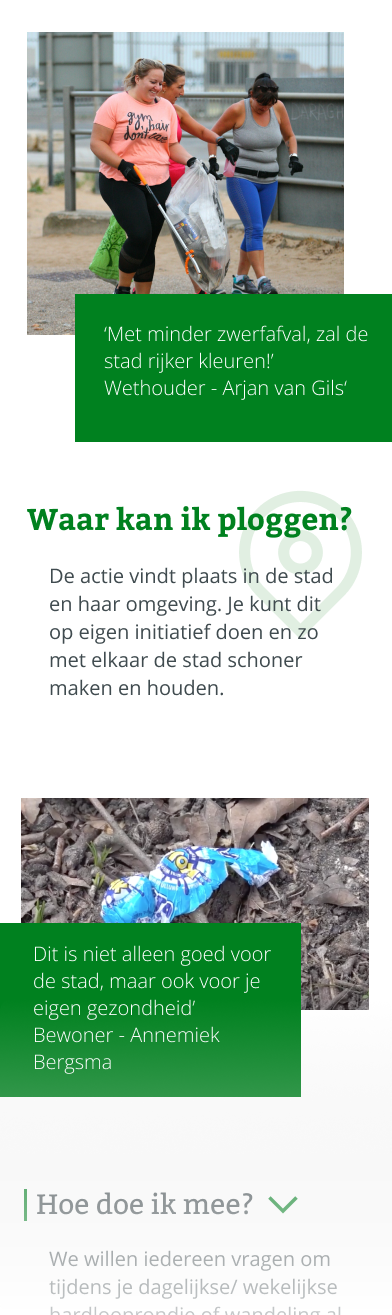 gym hair
don't care
‘Met minder zwerfafval, zal de
stad rijker kleuren!’
Wethouder - Arjan van Gils’
Waar kan ik ploggen?
De actie vindt plaats in de stad
en haar omgeving. Je kunt dit
op eigen initiatief doen en zo
met elkaar de stad schoner
maken en houden.
Dit is niet alleen goed voor
de stad, maar ook voor je
eigen gezondheid’
Bewoner - Annemiek
Bergsma
Hoe doe ik mee?
We willen iedereen vragen om
tijdens je dagelijkse/ wekelijkse
hardlooprondje of wandeling al